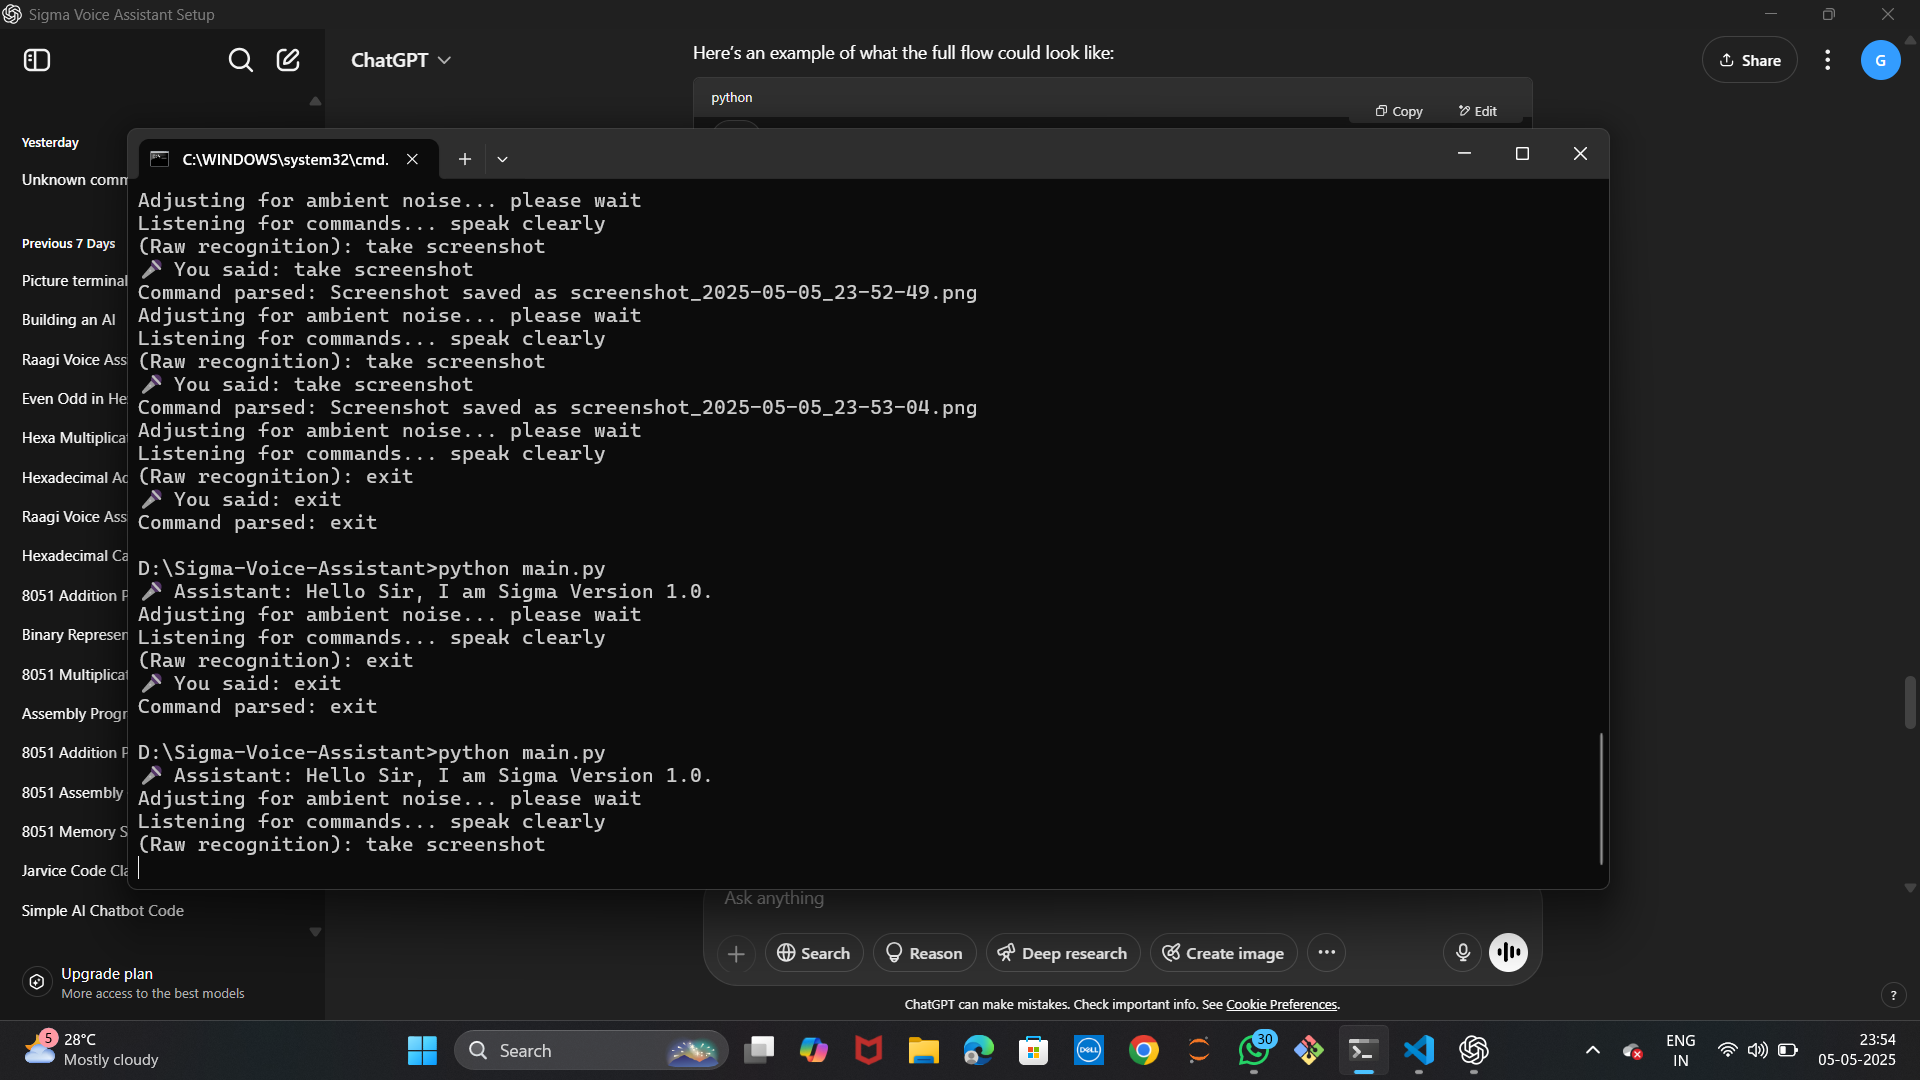 Sigma Voice Assistant Setup
ChatGPT
Here's an example of what the full flow could look like:
Share
G
python
Copy
Edit
Yesterday
Unknown comm
Previous 7 Days
Picture terminal
Building an AI
Raagi Voice Ass
Even Odd in He
Hexa Multiplicat
Hexadecimal Ad
Raagi Voice Ass
Hexadecimal Ca
8051 Addition P
Binary Represen
8051 Multiplicat
Assembly Progr
8051 Addition P
8051 Assembly
8051 Memory S
Jarvice Code Cla
Simple AI Chatbot Code
Upgrade plan
More access to the best models
C:\WINDOWS\system32\cmd.
Adjusting for ambient noise... please wait
Listening for commands... speak clearly
(Raw recognition): take screenshot
🎤 You said: take screenshot
Command parsed: Screenshot saved as screenshot_2025-05-05_23-52-49.png
Adjusting for ambient noise... please wait
Listening for commands... speak clearly
(Raw recognition): take screenshot
🎤 You said: take screenshot
Command parsed: Screenshot saved as screenshot_2025-05-05_23-53-04.png
Adjusting for ambient noise... please wait
Listening for commands... speak clearly
(Raw recognition): exit
🎤 You said: exit
Command parsed: exit
D:\Sigma-Voice-Assistant>python main.py
🎤 Assistant: Hello Sir, I am Sigma Version 1.0.
Adjusting for ambient noise... please wait
Listening for commands... speak clearly
(Raw recognition): exit
🎤 You said: exit
Command parsed: exit
D:\Sigma-Voice-Assistant>python main.py
🎤 Assistant: Hello Sir, I am Sigma Version 1.0.
Adjusting for ambient noise... please wait
Listening for commands... speak clearly
(Raw recognition): take screenshot
Ask anything
Search
Reason
Deep research
Create image
ChatGPT can make mistakes. Check important info. See Cookie Preferences.
?
5
28°C
Mostly cloudy
Search
DELL
30
ENG
IN
23:54
05-05-2025